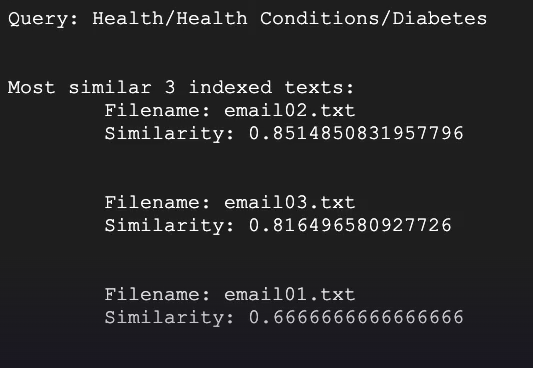 Query: Health/Health Conditions/Diabetes
Most similar 3 indexed texts:
Filename: email02.txt
Similarity: 0.8514850831957796
Filename: email03.txt
Similarity: 0.816496580927726
Filename: email01.txt
Similarity: 0.6666666666666666